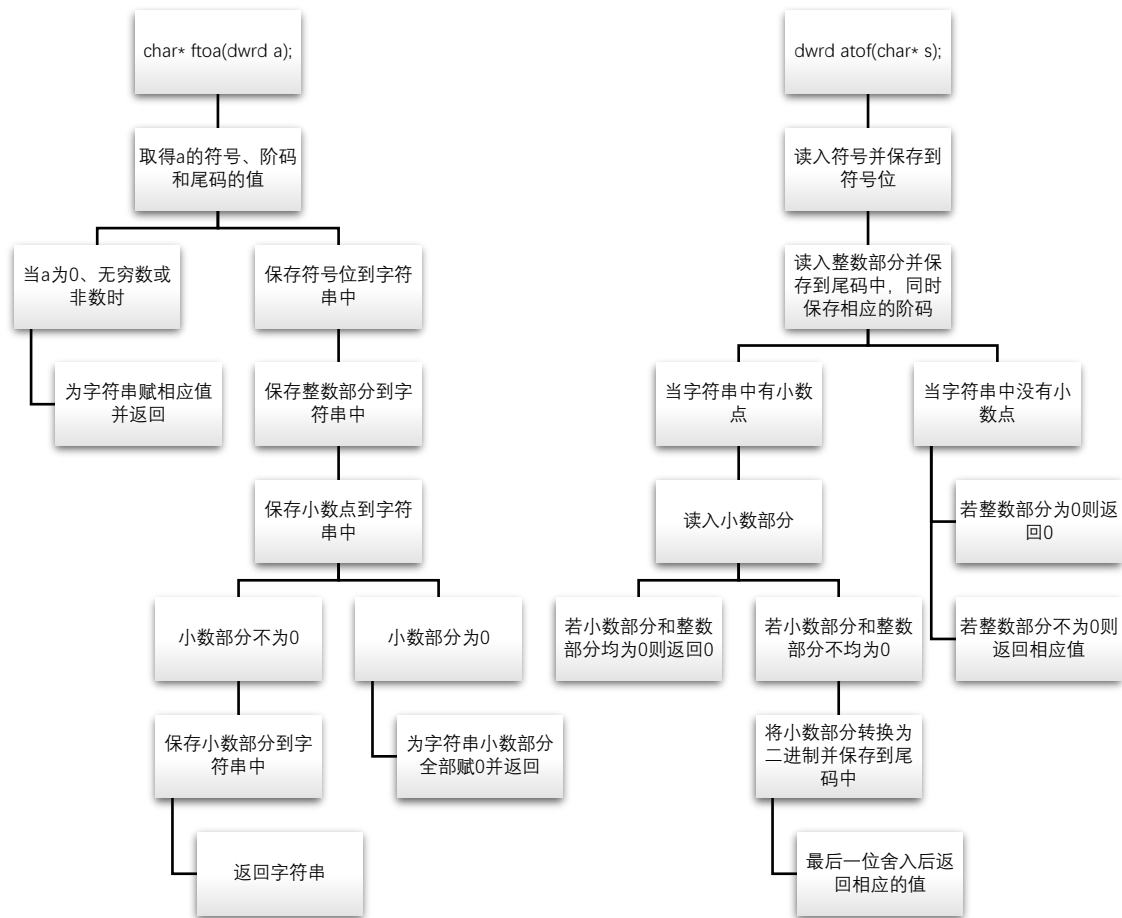 char* ftoa(dwrd a);
取得a的符号、阶码
和尾码的值
当a为0、无穷数或
非数时
为字符串赋相应值
并返回
保存符号位到字符
串中
保存整数部分到字
符串中
保存小数点到字符
串中
小数部分不为0
保存小数部分到字
符串中
返回字符串
小数部分为0
为字符串小数部分
全部赋0并返回
dwrd atof(char* s);
读入符号并保存到
符号位
读入整数部分并保
存到尾码中，同时
保存相应的阶码
当字符串中有小数
点
读入小数部分
若小数部分和整数
部分均为0则返回0
若小数部分和整数
部分不均为0
将小数部分转换为
二进制并保存到尾
码中
最后一位舍入后返
回相应的值
当字符串中没有小
数点
若整数部分为0则返
回0
若整数部分不为0则
返回相应值